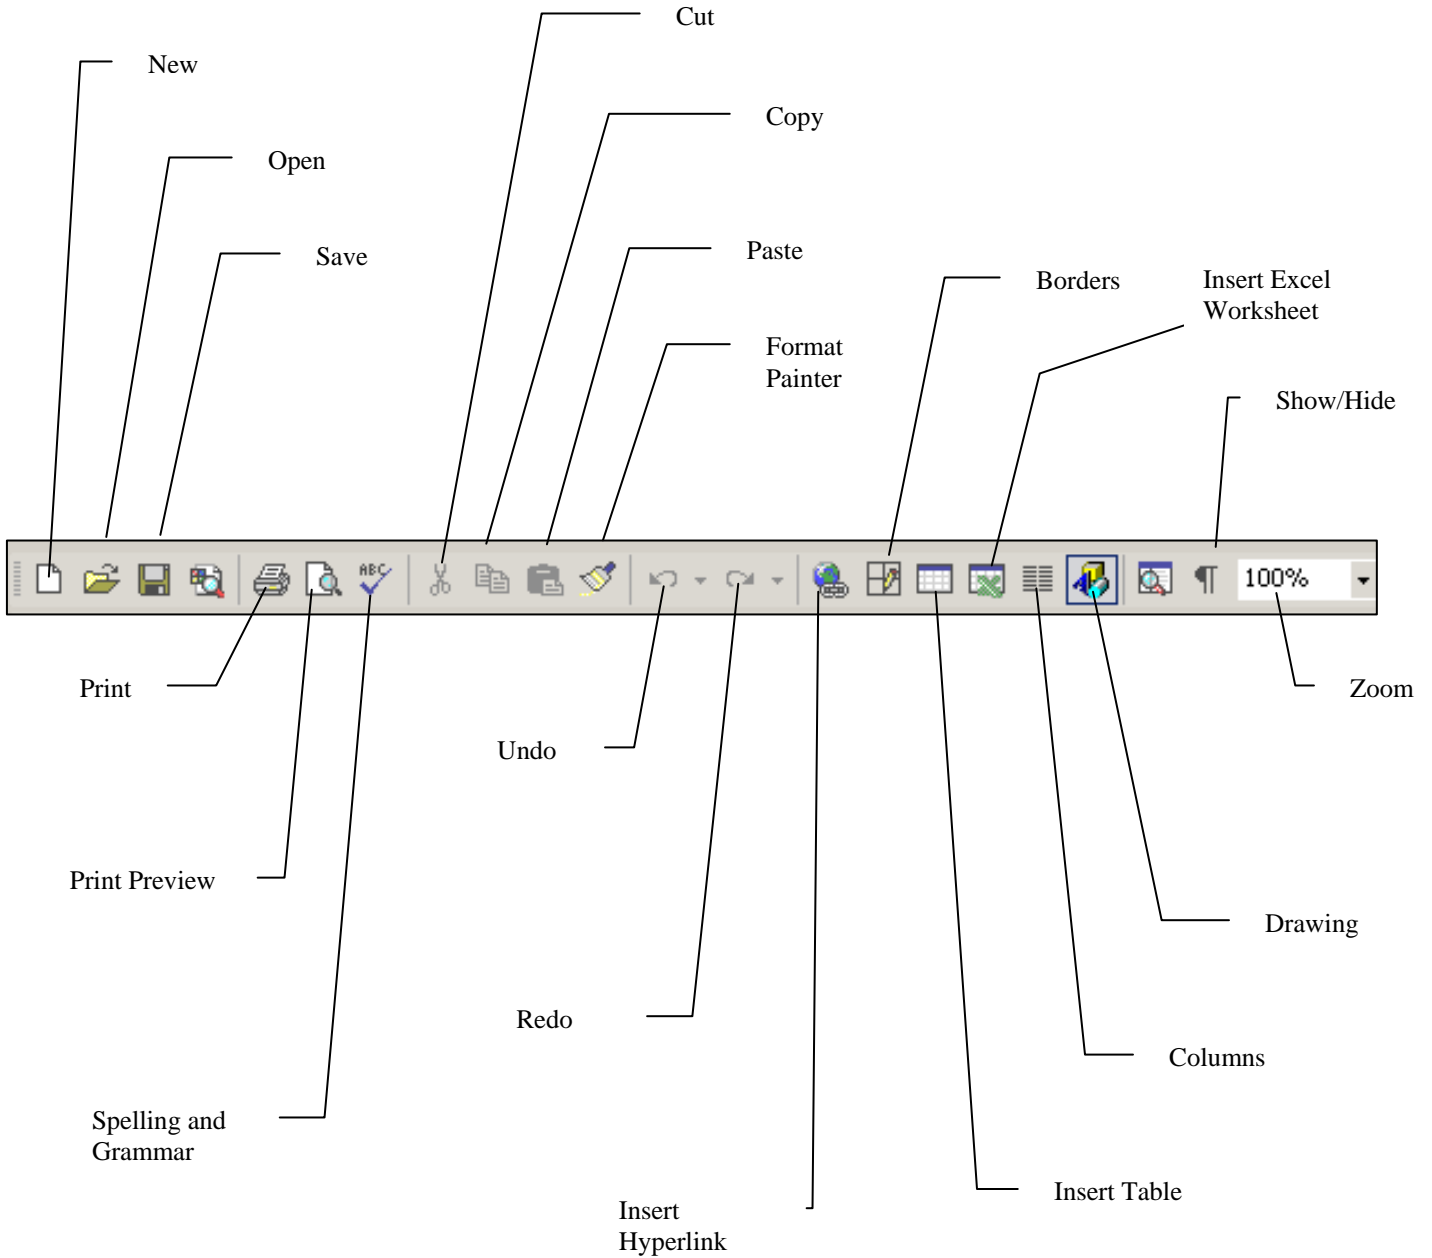 Cut
New
Copy
Open
Paste
Save
Borders
Insert Excel
Worksheet
Format
Painter
Show/Hide
ABC
100%
Print
Zoom
Undo
Print Preview
Drawing
Redo
Columns
Spelling and
Grammar
Insert Table
Insert
Hyperlink